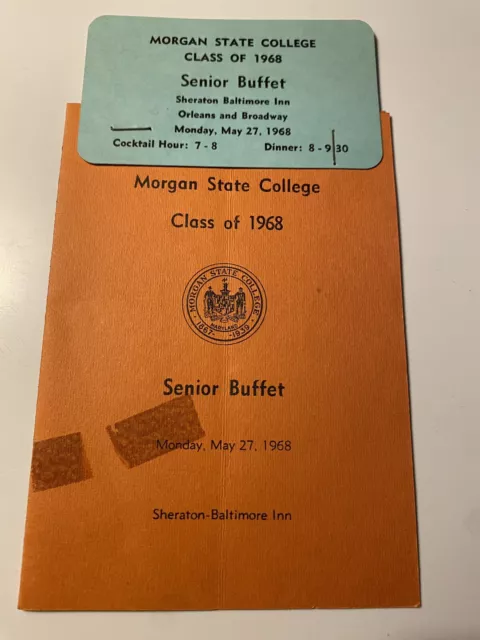 MORGAN STATE COLLEGE
CLASS OF 1968
Senior Buffet
Sheraton Baltimore Inn
Orleans and Broadway
Monday, May 27, 1968
Cocktail Hour: 7 - 8 Dinner: 8 - 9:30
Morgan State College
Class of 1968
MORGAN STATE COLLEGE
MARYLAND
1867- -1939
Senior Buffet
Monday, May 27, 1968
Sheraton-Baltimore Inn